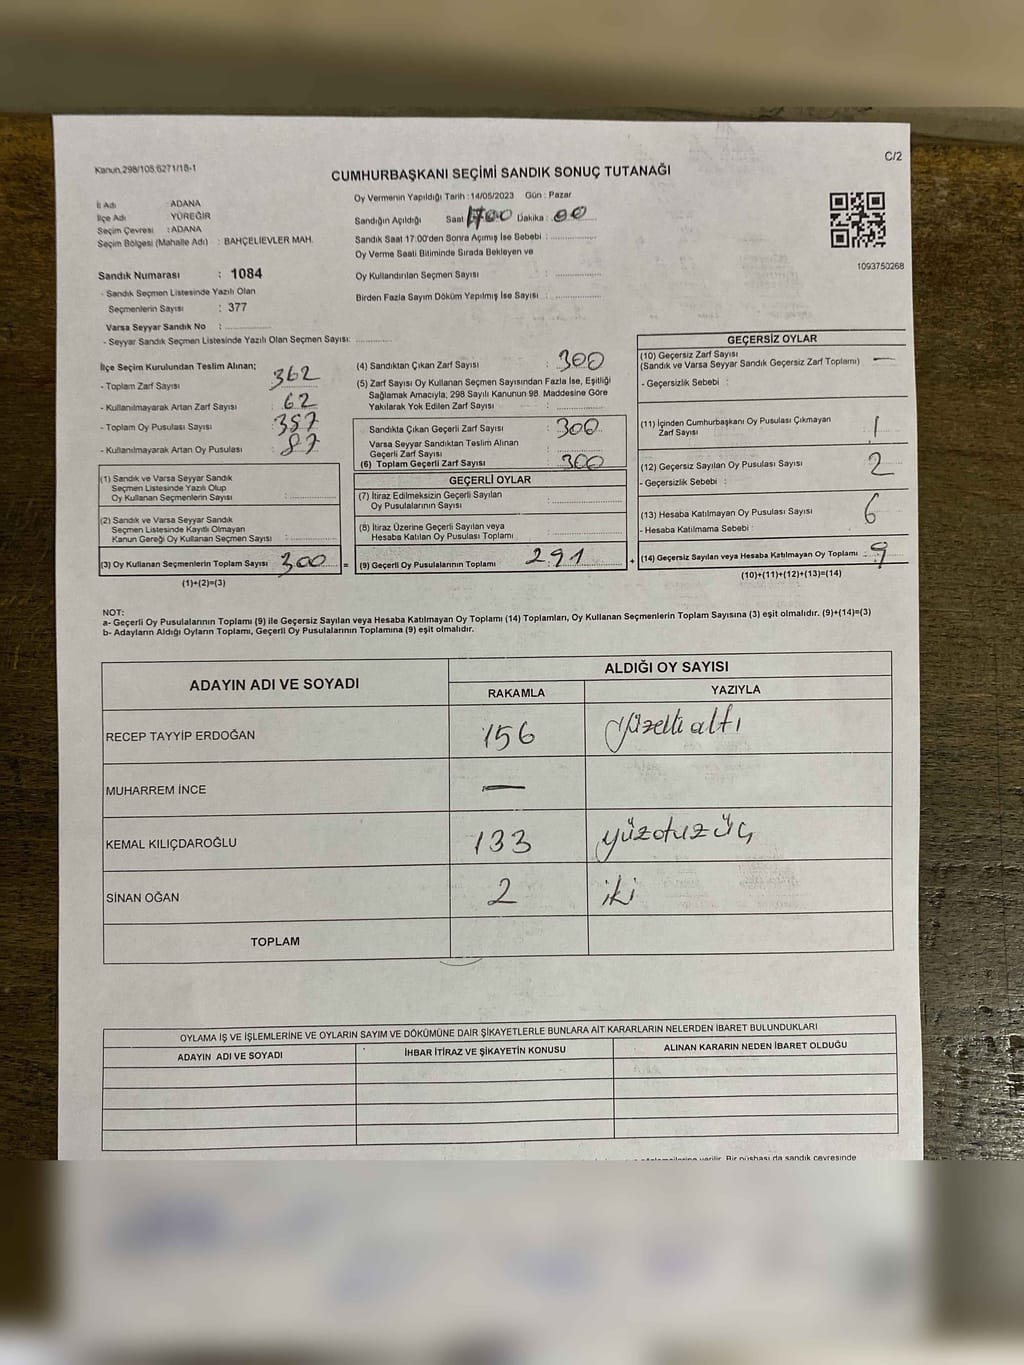 Kanun.298/105.6271/18-1
C/2
CUMHURBAŞKANI SEÇİMİ SANDIK SONUÇ TUTANAĞI
İl Adı : ADANA
İlçe Adı : YÜREĞİR
Seçim Çevresi : ADANA
Seçim Bölgesi (Mahalle Adı) : BAHÇELİEVLER MAH.
Sandık Numarası : 1084
- Sandık Seçmen Listesinde Yazılı Olan
Seçmenlerin Sayısı : 377
Varsa Seyyar Sandık No :
- Seyyar Sandık Seçmen Listesinde Yazılı Olan Seçmen Sayısı:
Oy Vermenin Yapıldığı Tarih : 14/05/2023 Gün : Pazar
Sandığın Açıldığı Saat : 1700 Dakika : 00
Sandık Saat 17:00'den Sonra Açımış İse Sebebi :
Oy Verme Saati Bitiminde Sırada Bekleyen ve
Oy Kullandırılan Seçmen Sayısı :
Birden Fazla Sayım Döküm Yapılmış İse Sayısı :
1093750268
İlçe Seçim Kurulundan Teslim Alınan;
- Toplam Zarf Sayısı : 362
- Kullanılmayarak Artan Zarf Sayısı : 62
- Toplam Oy Pusulası Sayısı : 357
- Kullanılmayarak Artan Oy Pusulası : 87
(1) Sandık ve Varsa Seyyar Sandık
Seçmen Listesinde Yazılı Olup
Oy Kullanan Seçmenlerin Sayısı :
(2) Sandık ve Varsa Seyyar Sandık
Seçmen Listesinde Kayıtlı Olmayan
Kanun Gereği Oy Kullanan Seçmen Sayısı :
(3) Oy Kullanan Seçmenlerin Toplam Sayısı : 300 =
(1)+(2)=(3)
(4) Sandıktan Çıkan Zarf Sayısı : 300
(5) Zarf Sayısı Oy Kullanan Seçmen Sayısından Fazla İse, Eşitliği
Sağlamak Amacıyla, 298 Sayılı Kanunun 98. Maddesine Göre
Yakılarak Yok Edilen Zarf Sayısı :
Sandıkta Çıkan Geçerli Zarf Sayısı : 300
Varsa Seyyar Sandıktan Teslim Alınan
Geçerli Zarf Sayısı :
(6) Toplam Geçerli Zarf Sayısı : 300
GEÇERLİ OYLAR
(7) İtiraz Edilmeksizin Geçerli Sayılan
Oy Pusulalarının Sayısı :
(8) İtiraz Üzerine Geçerli Sayılan veya
Hesaba Katılan Oy Pusulası Toplamı :
(9) Geçerli Oy Pusulalarının Toplamı : 291 +
GEÇERSİZ OYLAR
(10) Geçersiz Zarf Sayısı : —
(Sandık ve Varsa Seyyar Sandık Geçersiz Zarf Toplamı)
- Geçersizlik Sebebi :
(11) İçinden Cumhurbaşkanı Oy Pusulası Çıkmayan
Zarf Sayısı : 1
(12) Geçersiz Sayılan Oy Pusulası Sayısı : 2
- Geçersizlik Sebebi :
(13) Hesaba Katılmayan Oy Pusulası Sayısı : 6
- Hesaba Katılmama Sebebi :
(14) Geçersiz Sayılan veya Hesaba Katılmayan Oy Toplamı : 9
(10)+(11)+(12)+(13)=(14)
NOT:
a- Geçerli Oy Pusulalarının Toplamı (9) ile Geçersiz Sayılan veya Hesaba Katılmayan Oy Toplamı (14) Toplamları, Oy Kullanan Seçmenlerin Toplam Sayısına (3) eşit olmalıdır. (9)+(14)=(3)
b- Adayların Aldığı Oyların Toplamı, Geçerli Oy Pusulalarının Toplamına (9) eşit olmalıdır.
ADAYIN ADI VE SOYADI ALDIĞI OY SAYISI
RAKAMLA YAZIYLA
RECEP TAYYİP ERDOĞAN 156 yüzelli altı
MUHARREM İNCE —
KEMAL KILIÇDAROĞLU 133 yüzotuz üç
SİNAN OĞAN 2 iki
TOPLAM
OYLAMA İŞ VE İŞLEMLERİNE VE OYLARIN SAYIM VE DÖKÜMÜNE DAİR ŞİKAYETLERLE BUNLARA AİT KARARLARIN NELERDEN İBARET BULUNDUKLARI
ADAYIN ADI VE SOYADI İHBAR İTİRAZ VE ŞİKAYETİN KONUSU ALINAN KARARIN NEDEN İBARET OLDUĞU
verilir. Bir nüshası da sandık çevresinde